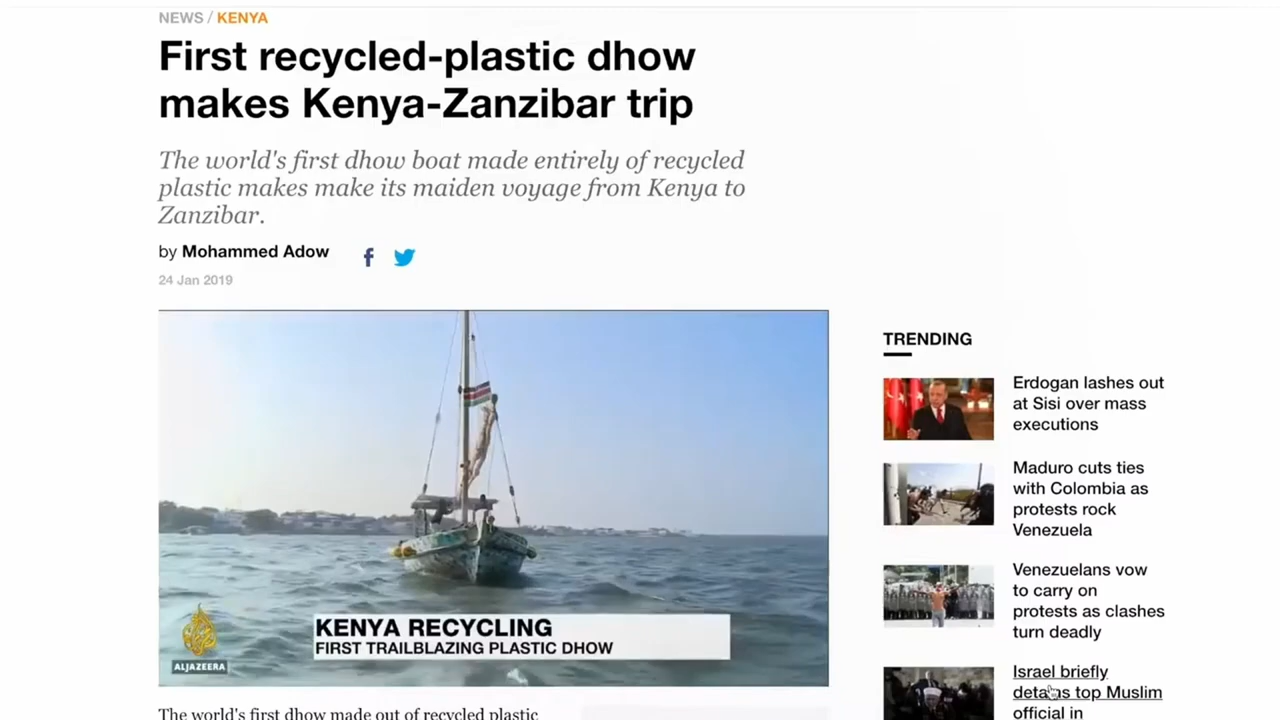 NEWS / KENYA
First recycled-plastic dhow
makes Kenya-Zanzibar trip
The world's first dhow boat made entirely of recycled
plastic makes make its maiden voyage from Kenya to
Zanzibar.
by Mohammed Adow
24 Jan 2019
KENYA RECYCLING
FIRST TRAILBLAZING PLASTIC DHOW
ALJAZEERA
The world's first dhow made out of recycled plastic
TRENDING
Erdogan lashes out
at Sisi over mass
executions
Maduro cuts ties
with Colombia as
protests rock
Venezuela
Venezuelans vow
to carry on
protests as clashes
turn deadly
Israel briefly
detains top Muslim
official in